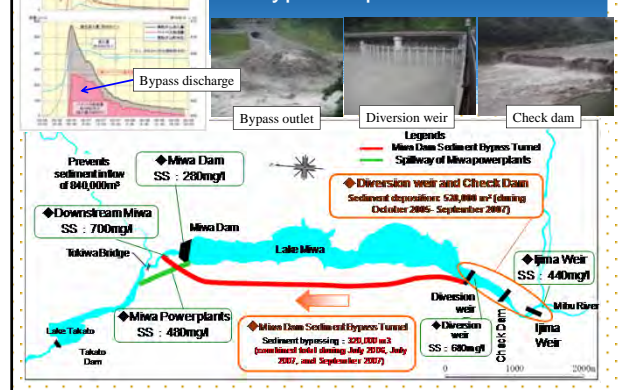 Bypass discharge
Bypass outlet
Diversion weir
Check dam
Legends
Miwa Dam Sediment Bypass Tunnel
Spillway of Miwa powerplants
Prevents
sediment inflow
of 840,000m³
◆Miwa Dam
SS : 280mg/l
◆Diversion weir and Check Dam
Sediment deposition: 520,000 m³ (during
October 2005- September 2007)
◆Downstream Miwa
SS : 700mg/l
Miwa Dam
Tokiwa Bridge
Lake Miwa
◆Ijima Weir
SS : 440mg/l
Mibu River
Diversion
weir
Check Dam
Ijima
Weir
◆Miwa Powerplants
SS : 480mg/l
◆Miwa Dam Sediment Bypass Tunnel
Sediment bypassing : 320,000 m3
(combined total during July 2006, July
2007, and September 2007)
◆Diversion
weir
SS : 680mg/l
Lake Takato
Takato
Dam
0 1000 2000m